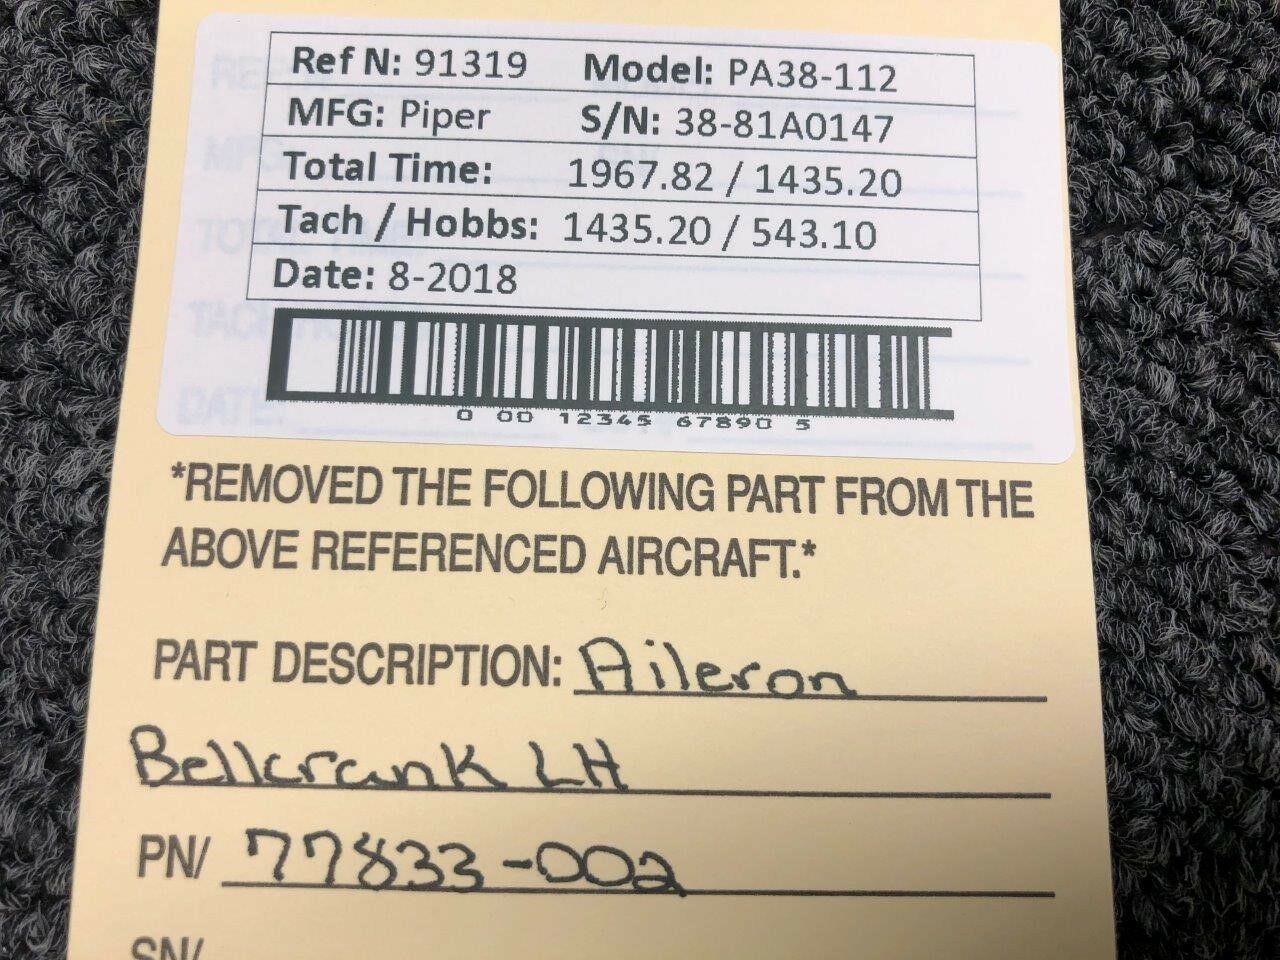 Ref N: 91319 Model: PA38-112
MFG: Piper S/N: 38-81A0147
Total Time: 1967.82 / 1435.20
Tach / Hobbs: 1435.20 / 543.10
Date: 8-2018
0 00 12345 67890 5
*REMOVED THE FOLLOWING PART FROM THE
ABOVE REFERENCED AIRCRAFT.*
PART DESCRIPTION: Aileron
Bellcrank LH
PN/ 77833-002
SN/